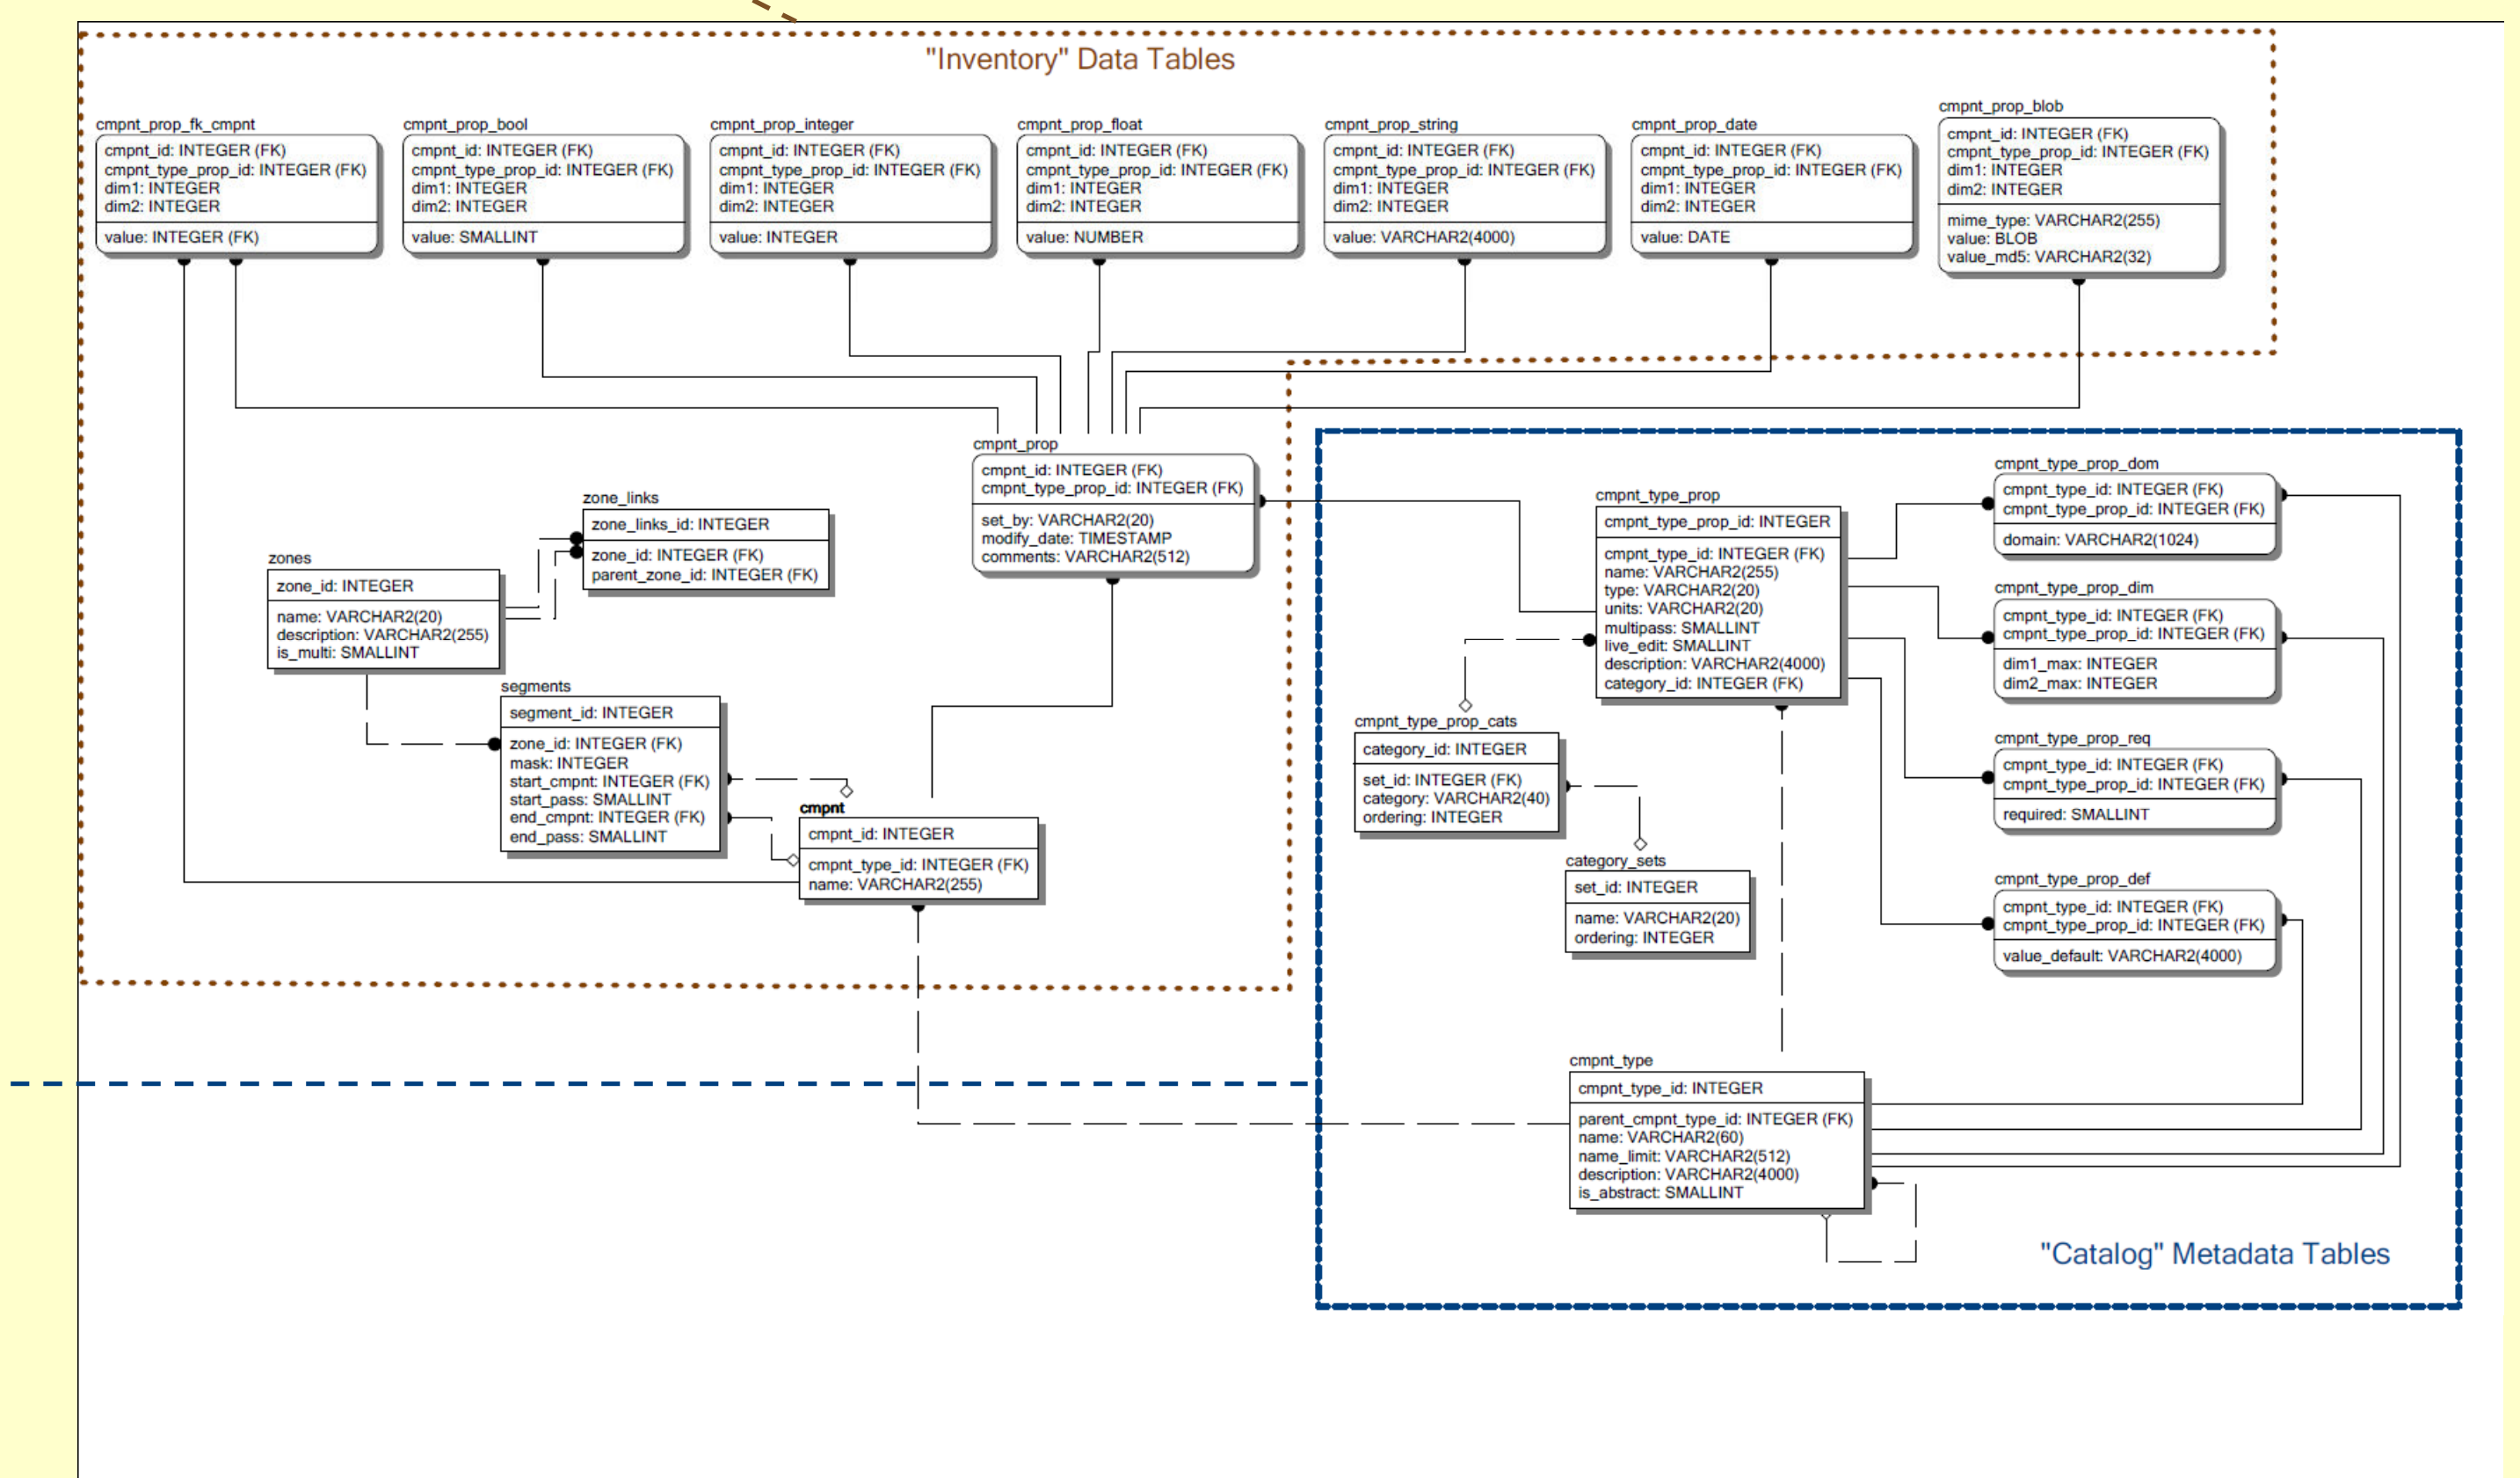 "Inventory" Data Tables
cmpnt_prop_fk_cmpnt
cmpnt_id: INTEGER (FK)
cmpnt_type_prop_id: INTEGER (FK)
dim1: INTEGER
dim2: INTEGER
value: INTEGER (FK)
cmpnt_prop_bool
cmpnt_id: INTEGER (FK)
cmpnt_type_prop_id: INTEGER (FK)
dim1: INTEGER
dim2: INTEGER
value: SMALLINT
cmpnt_prop_integer
cmpnt_id: INTEGER (FK)
cmpnt_type_prop_id: INTEGER (FK)
dim1: INTEGER
dim2: INTEGER
value: INTEGER
cmpnt_prop_float
cmpnt_id: INTEGER (FK)
cmpnt_type_prop_id: INTEGER (FK)
dim1: INTEGER
dim2: INTEGER
value: NUMBER
cmpnt_prop_string
cmpnt_id: INTEGER (FK)
cmpnt_type_prop_id: INTEGER (FK)
dim1: INTEGER
dim2: INTEGER
value: VARCHAR2(4000)
cmpnt_prop_date
cmpnt_id: INTEGER (FK)
cmpnt_type_prop_id: INTEGER (FK)
dim1: INTEGER
dim2: INTEGER
value: DATE
cmpnt_prop_blob
cmpnt_id: INTEGER (FK)
cmpnt_type_prop_id: INTEGER (FK)
dim1: INTEGER
dim2: INTEGER
mime_type: VARCHAR2(255)
value: BLOB
value_md5: VARCHAR2(32)
cmpnt_prop
cmpnt_id: INTEGER (FK)
cmpnt_type_prop_id: INTEGER (FK)
set_by: VARCHAR2(20)
modify_date: TIMESTAMP
comments: VARCHAR2(512)
zone_links
zone_links_id: INTEGER
zone_id: INTEGER (FK)
parent_zone_id: INTEGER (FK)
zones
zone_id: INTEGER
name: VARCHAR2(20)
description: VARCHAR2(255)
is_multi: SMALLINT
segments
segment_id: INTEGER
zone_id: INTEGER (FK)
mask: INTEGER
start_cmpnt: INTEGER (FK)
start_pass: SMALLINT
end_cmpnt: INTEGER (FK)
end_pass: SMALLINT
cmpnt
cmpnt_id: INTEGER
cmpnt_type_id: INTEGER (FK)
name: VARCHAR2(255)
cmpnt_type_prop
cmpnt_type_prop_id: INTEGER
cmpnt_type_id: INTEGER (FK)
name: VARCHAR2(255)
type: VARCHAR2(20)
units: VARCHAR2(20)
multipass: SMALLINT
live_edit: SMALLINT
description: VARCHAR2(4000)
category_id: INTEGER (FK)
cmpnt_type_prop_cats
category_id: INTEGER
set_id: INTEGER (FK)
category: VARCHAR2(40)
ordering: INTEGER
category_sets
set_id: INTEGER
name: VARCHAR2(20)
ordering: INTEGER
cmpnt_type_prop_dom
cmpnt_type_id: INTEGER (FK)
cmpnt_type_prop_id: INTEGER (FK)
domain: VARCHAR2(1024)
cmpnt_type_prop_dim
cmpnt_type_id: INTEGER (FK)
cmpnt_type_prop_id: INTEGER (FK)
dim1_max: INTEGER
dim2_max: INTEGER
cmpnt_type_prop_req
cmpnt_type_id: INTEGER (FK)
cmpnt_type_prop_id: INTEGER (FK)
required: SMALLINT
cmpnt_type_prop_def
cmpnt_type_id: INTEGER (FK)
cmpnt_type_prop_id: INTEGER (FK)
value_default: VARCHAR2(4000)
cmpnt_type
cmpnt_type_id: INTEGER
parent_cmpnt_type_id: INTEGER (FK)
name: VARCHAR2(60)
name_limit: VARCHAR2(512)
description: VARCHAR2(4000)
is_abstract: SMALLINT
"Catalog" Metadata Tables